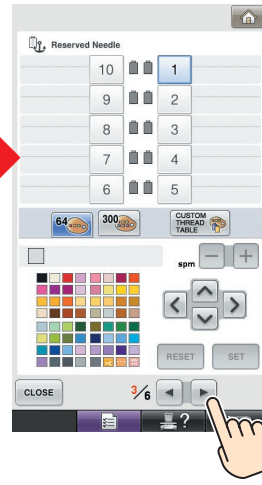 Reserved Needle
10 1
9 2
8 3
7 4
6 5
64 300 CUSTOM THREAD TABLE
spm - +
RESET SET
CLOSE 3/6
?